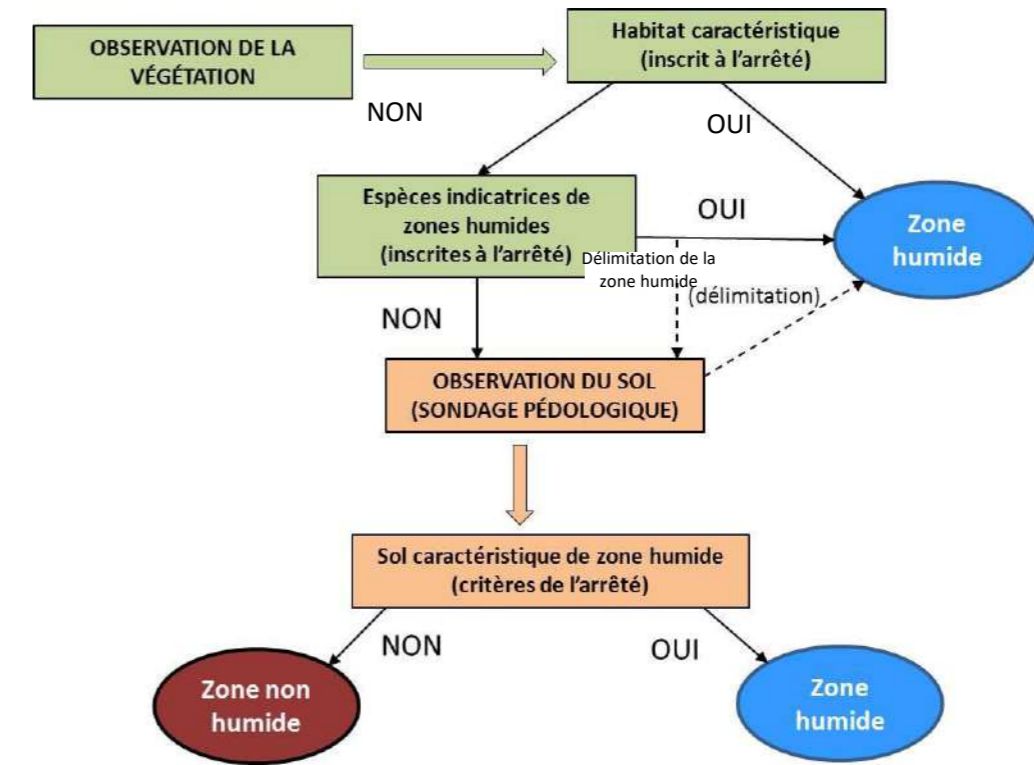 OBSERVATION DE LA
VÉGÉTATION
Habitat caractéristique
(inscrit à l'arrêté)
NON
OUI
Espèces indicatrices de
zones humides
(inscrites à l'arrêté)
OUI
Zone
humide
Délimitation de la
zone humide
(délimitation)
NON
OBSERVATION DU SOL
(SONDAGE PÉDOLOGIQUE)
Sol caractéristique de zone humide
(critères de l'arrêté)
NON
OUI
Zone non
humide
Zone
humide